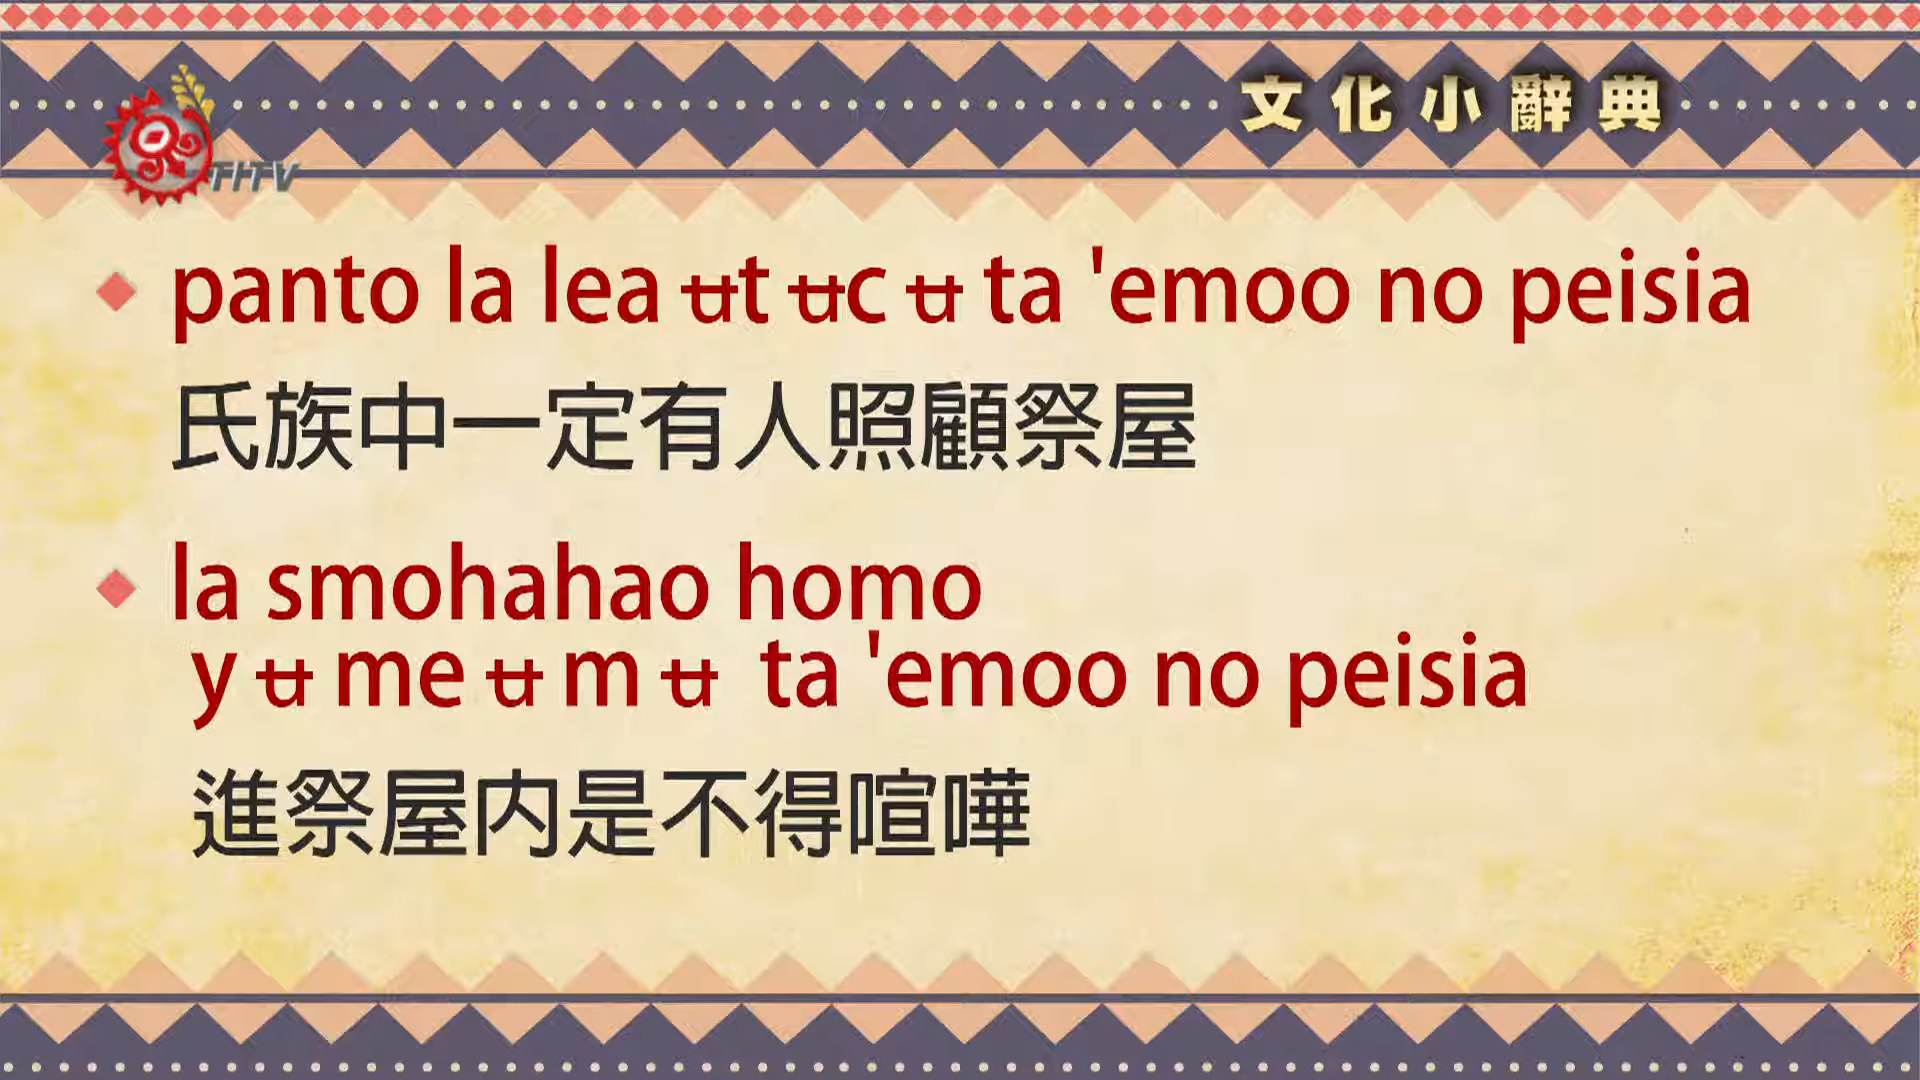 文化小辭典
TITV
panto la lea ʉtʉcʉ ta 'emoo no peisia
氏族中一定有人照顧祭屋
la smohahao homo
yʉmeʉmʉ ta 'emoo no peisia
進祭屋内是不得喧嘩